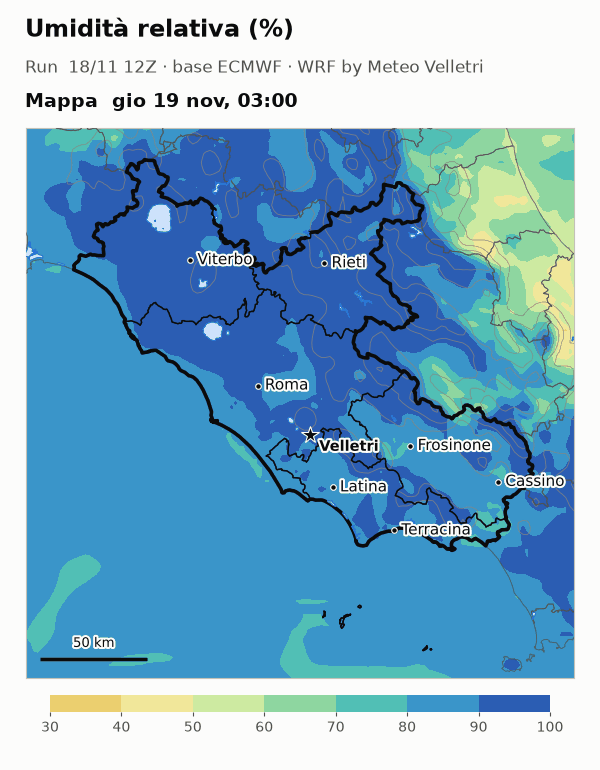 Umidità relativa (%)
Run  18/11 12Z · base ECMWF · WRF by Meteo Velletri
Mappa  gio 19 nov, 03:00
Viterbo
Rieti
Roma
Velletri
Frosinone
Cassino
Latina
Terracina
50 km
30 40 50 60 70 80 90 100